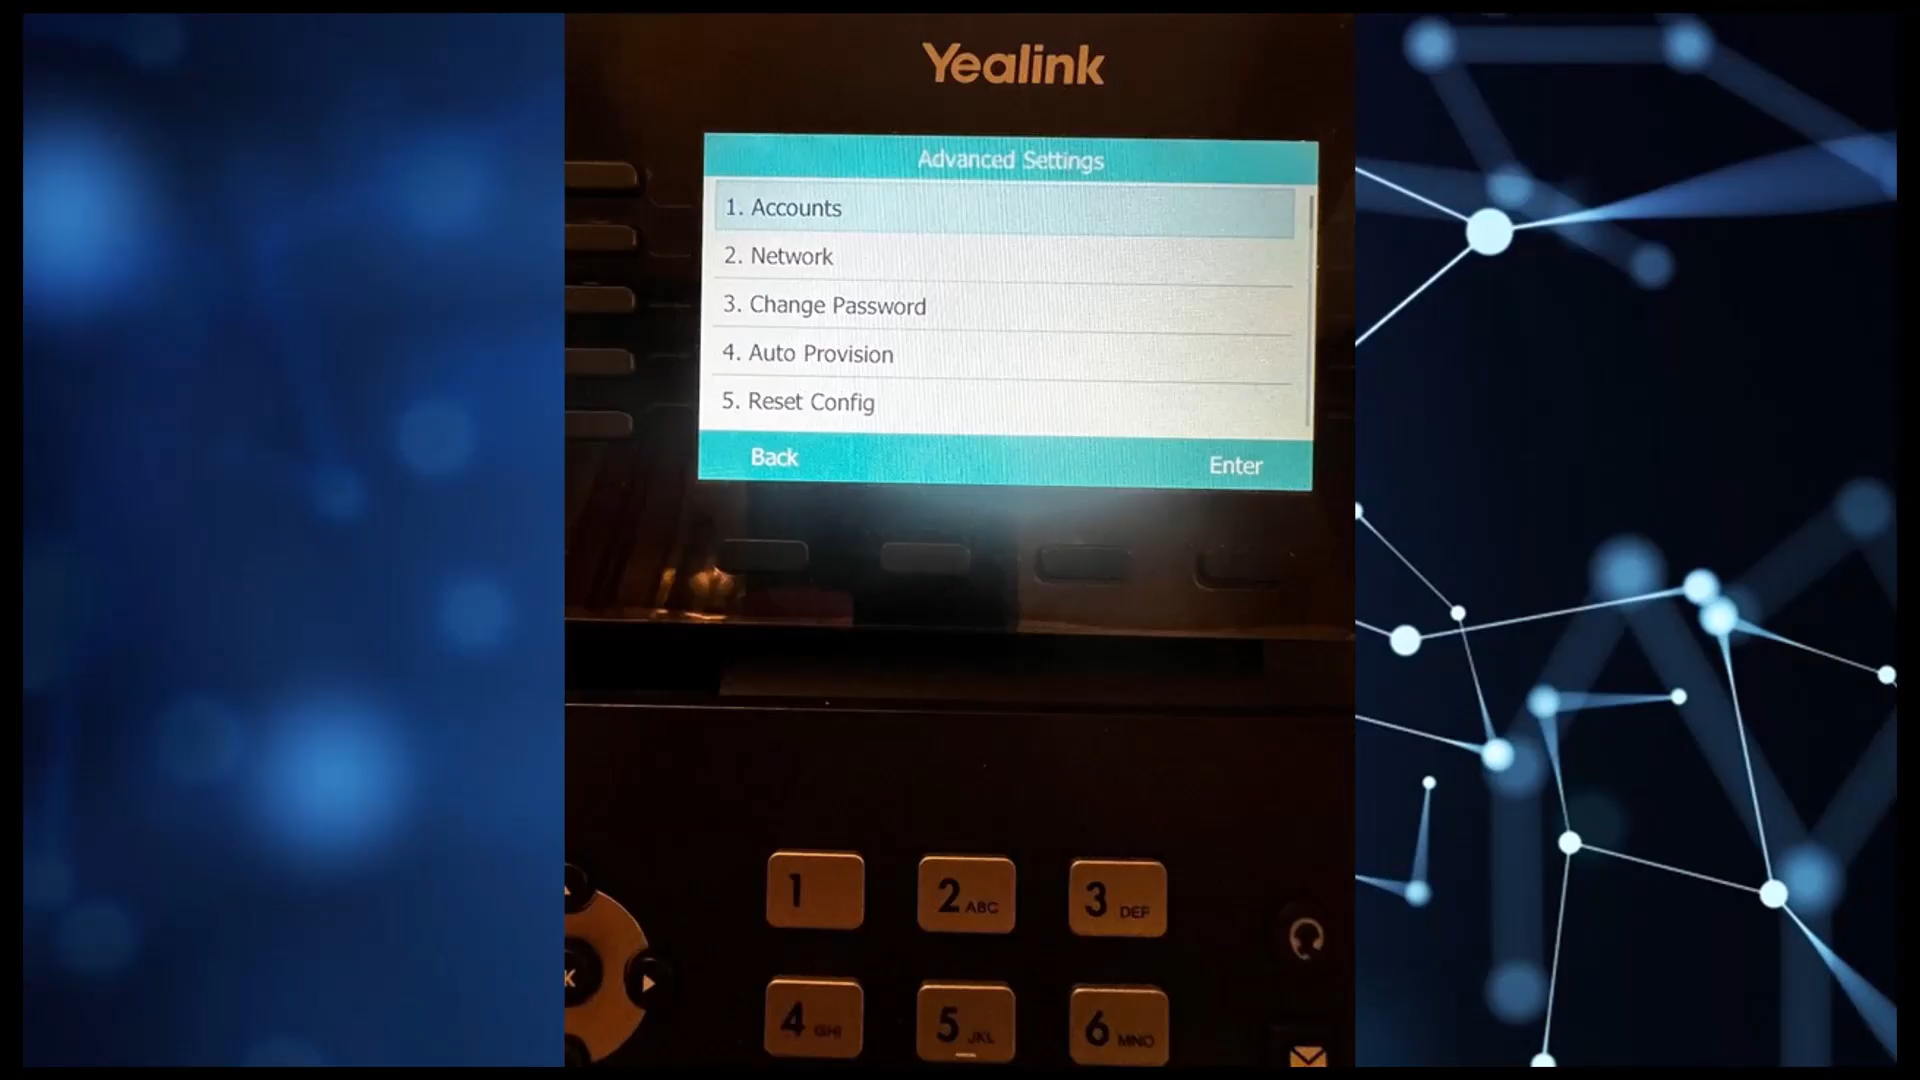 Yealink
Advanced Settings
1. Accounts
2. Network
3. Change Password
4. Auto Provision
5. Reset Config
Back Enter
1 2 ABC 3 DEF
K
4 GHI 5 JKL 6 MNO